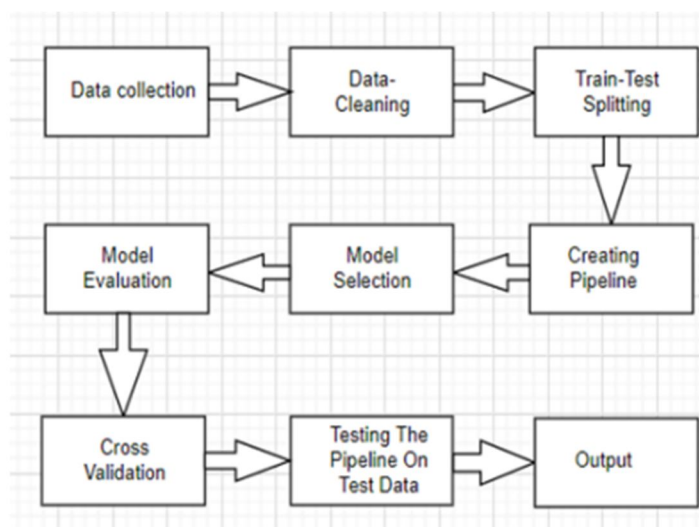 Data collection
Data-
Cleaning
Train-Test
Splitting
Creating
Pipeline
Model
Selection
Model
Evaluation
Cross
Validation
Testing The
Pipeline On
Test Data
Output